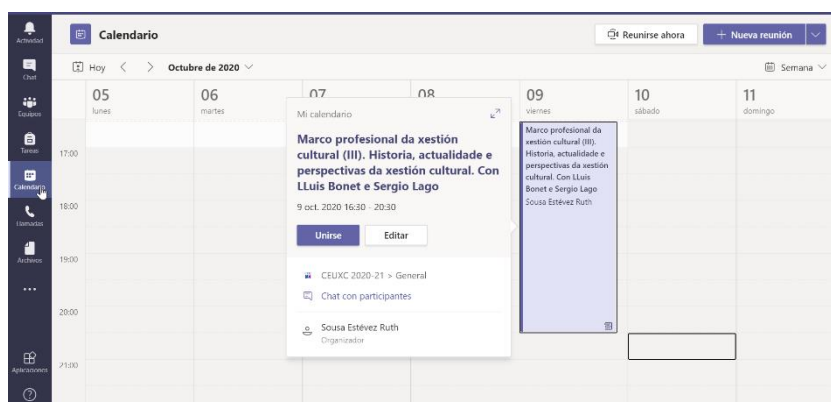 Actividad
Chat
Equipos
Tareas
Calendario
Llamadas
Archivos
Aplicaciones
Calendario
Reunirse ahora
Nueva reunión
Hoy
Octubre de 2020
Semana
05
lunes
06
martes
07
08
09
viernes
10
sábado
11
domingo
17:00
18:00
19:00
20:00
21:00
Mi calendario
Marco profesional da xestión
cultural (III). Historia, actualidade e
perspectivas da xestión cultural. Con
LLuis Bonet e Sergio Lago
9 oct. 2020 16:30 - 20:30
Unirse
Editar
CEUXC 2020-21 > General
Chat con participantes
Sousa Estévez Ruth
Organizador
Marco profesional da
xestión cultural (III).
Historia, actualidade e
perspectivas da xestión
cultural. Con LLuis
Bonet e Sergio Lago
Sousa Estévez Ruth